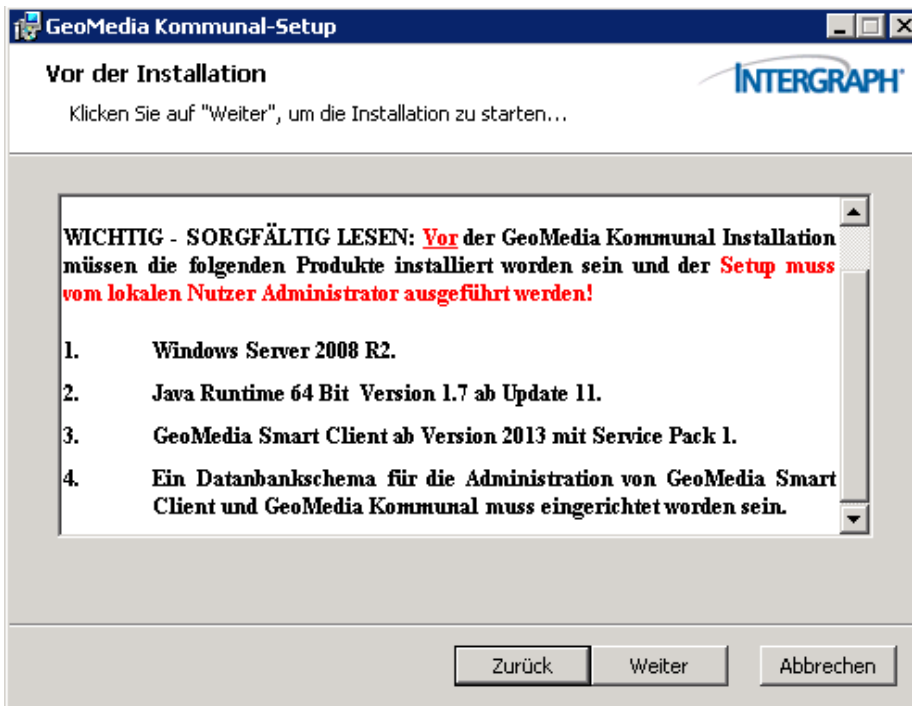 GeoMedia Kommunal-Setup
Vor der Installation
INTERGRAPH
Klicken Sie auf "Weiter", um die Installation zu starten...
WICHTIG - SORGFÄLTIG LESEN: Vor der GeoMedia Kommunal Installation
müssen die folgenden Produkte installiert worden sein und der Setup muss
vom lokalen Nutzer Administrator ausgeführt werden!
1. Windows Server 2008 R2.
2. Java Runtime 64 Bit Version 1.7 ab Update 11.
3. GeoMedia Smart Client ab Version 2013 mit Service Pack 1.
4. Ein Datanbankschema für die Administration von GeoMedia Smart
Client und GeoMedia Kommunal muss eingerichtet worden sein.
Zurück Weiter Abbrechen